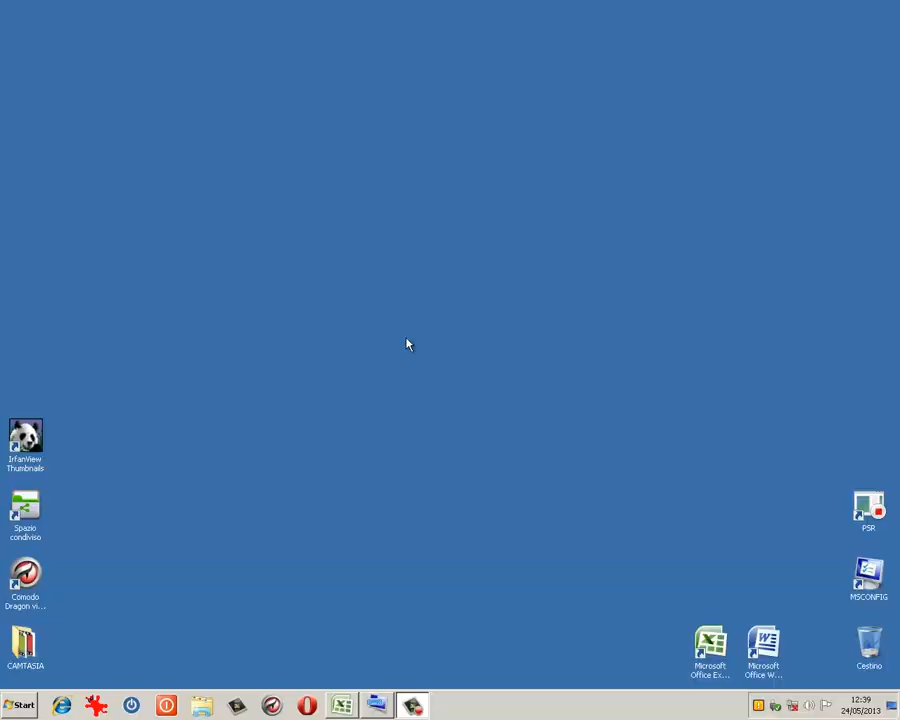 IrfanView
Thumbnails
Spazio
condiviso
Comodo
Dragon vi...
CAMTASIA
PSR
MSCONFIG
Microsoft
Office Ex...
Microsoft
Office W...
Cestino
Start
12:39
24/05/2013